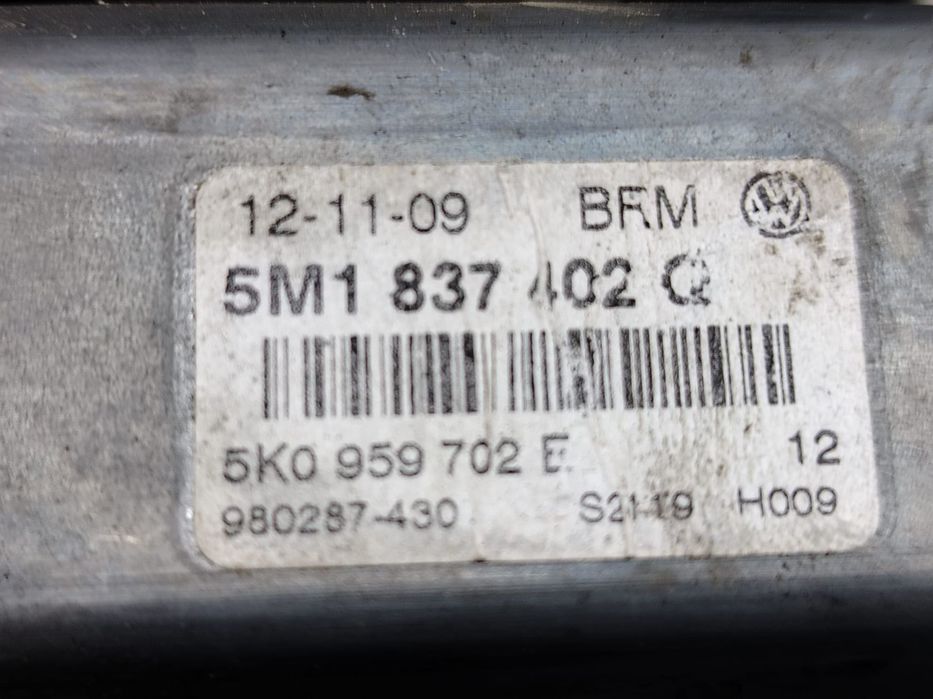 12-11-09 BRM
5M1 837 402 Q
5K0 959 702 E 12
980287-430 S21-19 H009